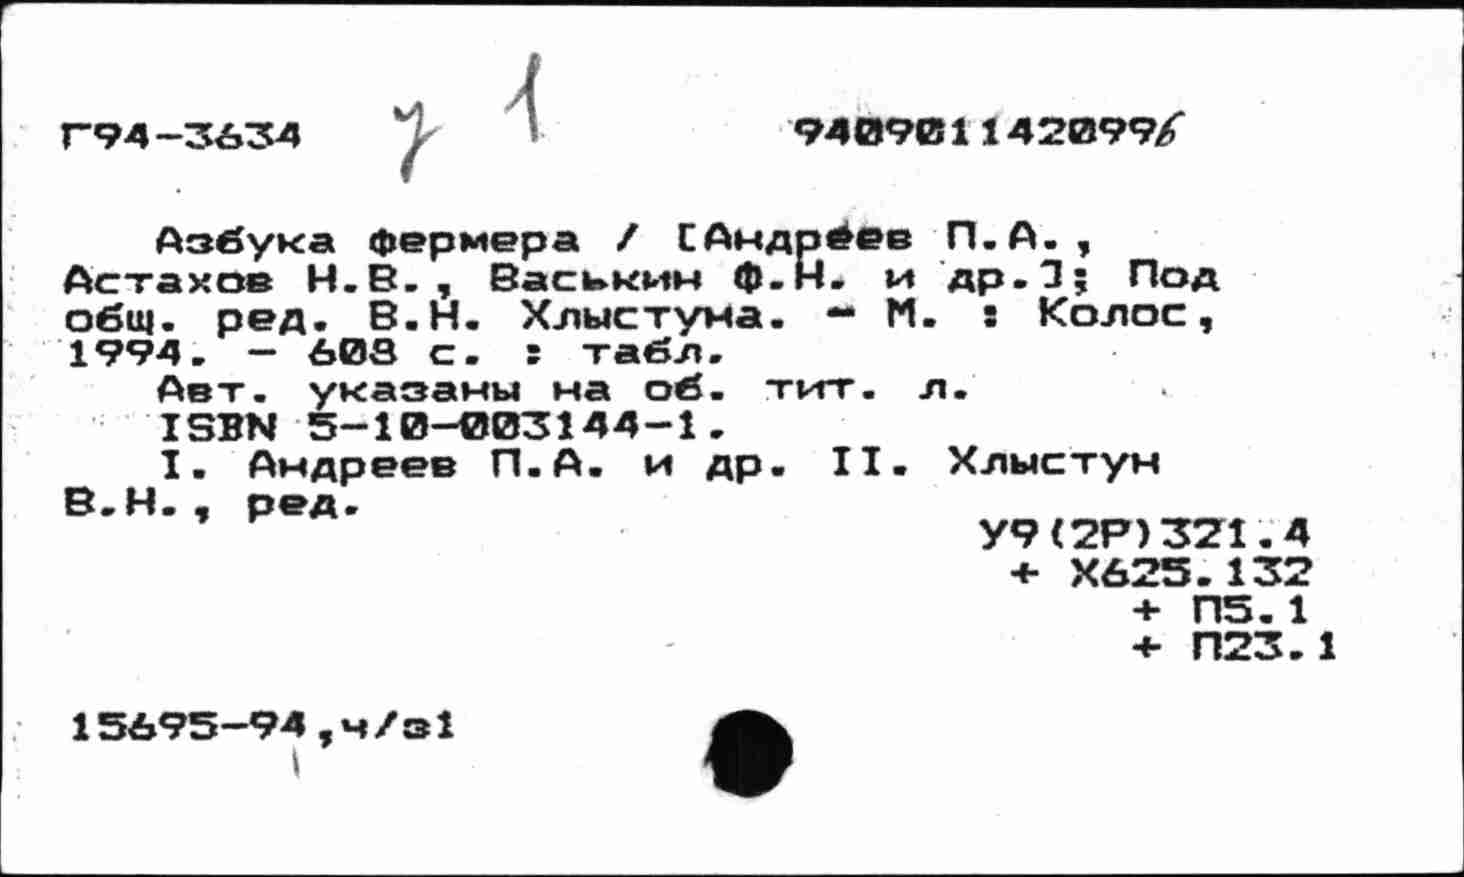 Г94-3634 у 1 9409011420996
Азбука фермера / [Андреев П.А.,
Астахов Н.В., Васькин Ф.Н. и др.]; Под
общ. ред. В.Н. Хлыстуна. - М. : Колос,
1994. - 608 с. : табл.
Авт. указаны на об. тит. л.
ISBN 5-10-003144-1.
I. Андреев П.А. и др. II. Хлыстун
В.Н., ред.
У9(2Р)321.4
+ Х625.132
+ П5.1
+ П23.1
15695-94,ч/з1